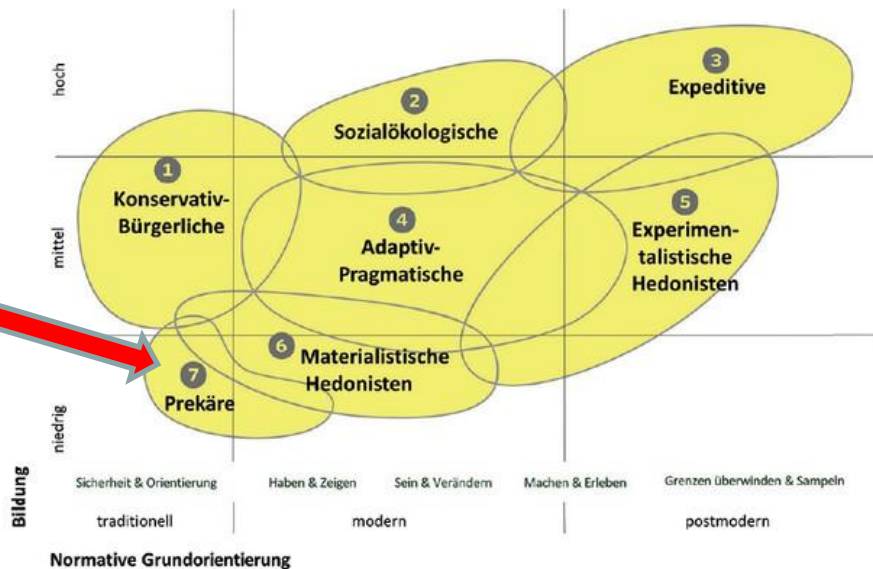 hoch
3
Expeditive
2
Sozialökologische
1
Konservativ-
Bürgerliche
mittel
4
Adaptiv-
Pragmatische
5
Experimen-
talistische
Hedonisten
6
Materialistische
Hedonisten
7
Prekäre
niedrig
Bildung
Sicherheit & Orientierung
Haben & Zeigen
Sein & Verändern
Machen & Erleben
Grenzen überwinden & Sampeln
traditionell
modern
postmodern
Normative Grundorientierung